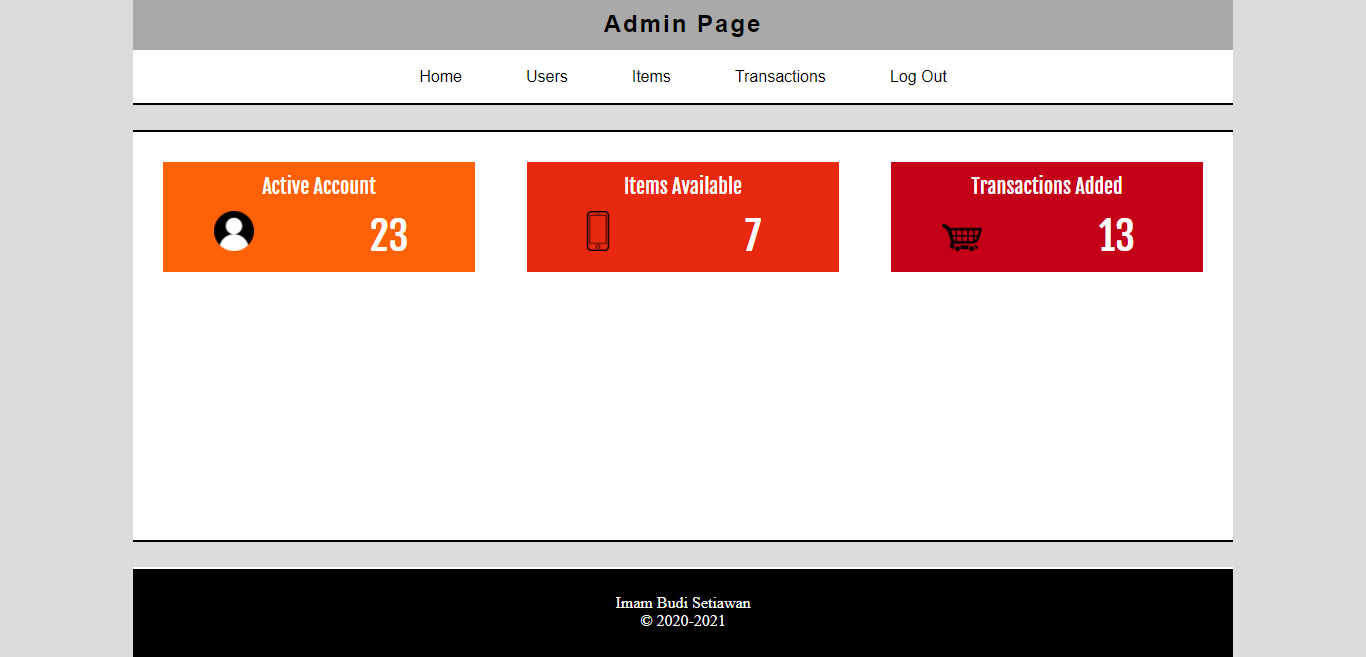 Admin Page
Home Users Items Transactions Log Out
Active Account
23
Items Available
7
Transactions Added
13
Imam Budi Setiawan
© 2020-2021